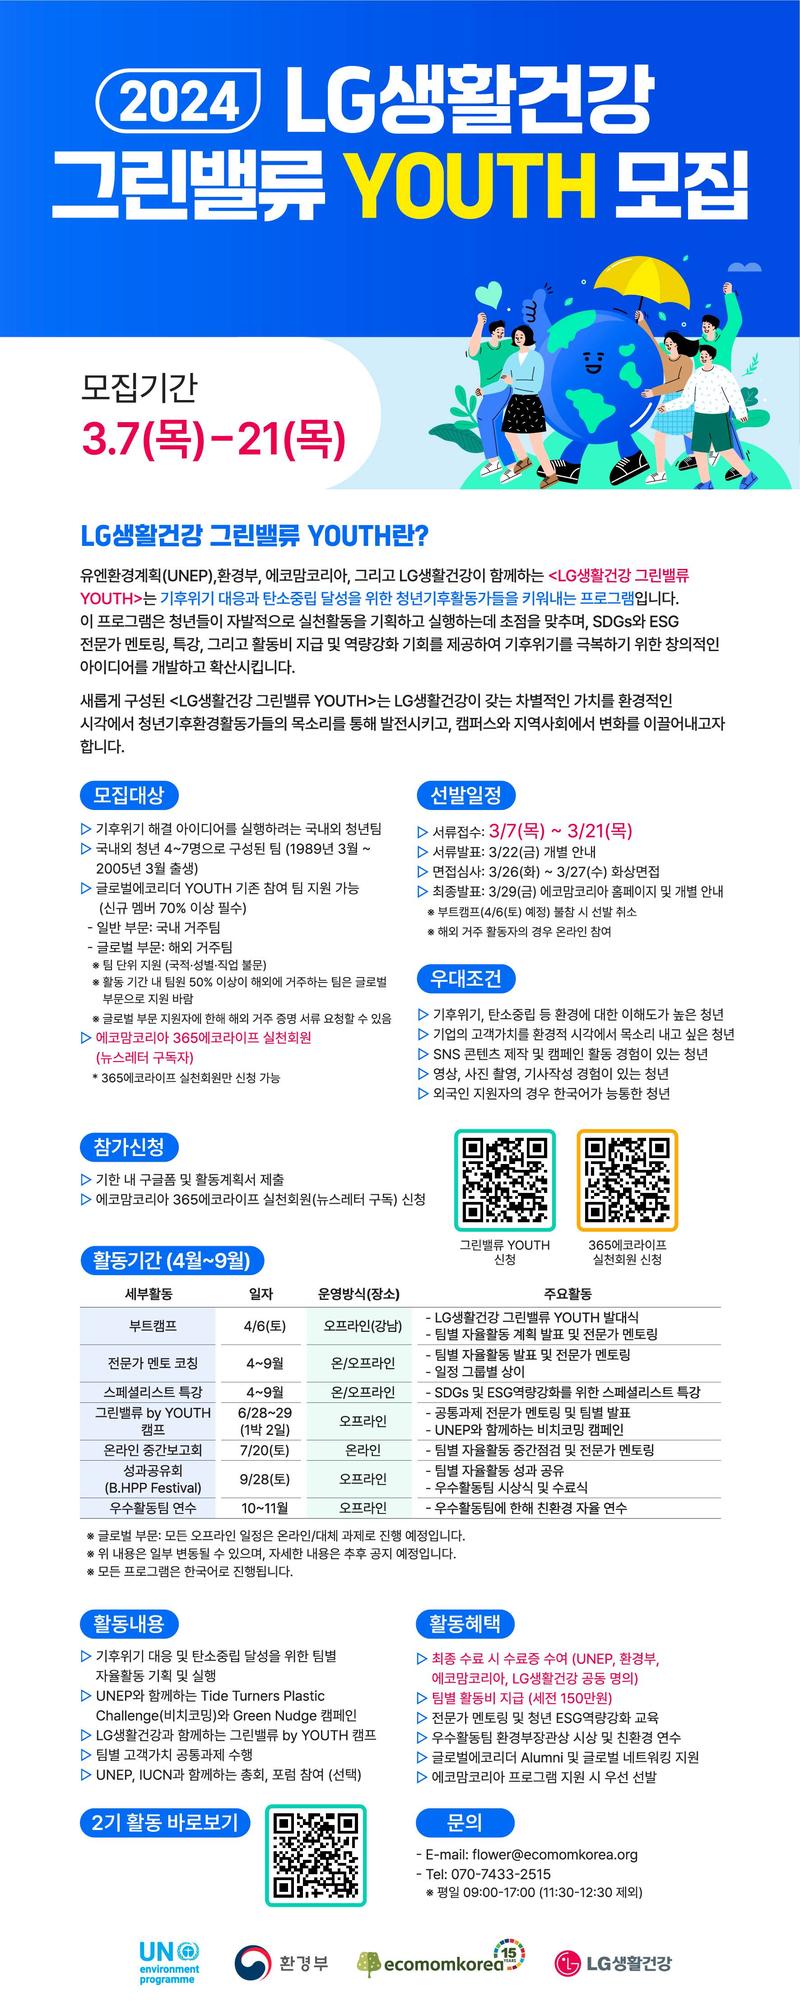 2024 LG생활건강
그린밸류 YOUTH 모집
모집기간
3.7(목)–21(목)
LG생활건강 그린밸류 YOUTH란?
유엔환경계획(UNEP),환경부, 에코맘코리아, 그리고 LG생활건강이 함께하는 <LG생활건강 그린밸류
YOUTH>는 기후위기 대응과 탄소중립 달성을 위한 청년기후활동가들을 키워내는 프로그램입니다.
이 프로그램은 청년들이 자발적으로 실천활동을 기획하고 실행하는데 초점을 맞추며, SDGs와 ESG
전문가 멘토링, 특강, 그리고 활동비 지급 및 역량강화 기회를 제공하여 기후위기를 극복하기 위한 창의적인
아이디어를 개발하고 확산시킵니다.
새롭게 구성된 <LG생활건강 그린밸류 YOUTH>는 LG생활건강이 갖는 차별적인 가치를 환경적인
시각에서 청년기후환경활동가들의 목소리를 통해 발전시키고, 캠퍼스와 지역사회에서 변화를 이끌어내고자
합니다.
모집대상
▷ 기후위기 해결 아이디어를 실행하려는 국내외 청년팀
▷ 국내외 청년 4~7명으로 구성된 팀 (1989년 3월 ~
2005년 3월 출생)
▷ 글로벌에코리더 YOUTH 기존 참여 팀 지원 가능
(신규 멤버 70% 이상 필수)
- 일반 부문: 국내 거주팀
- 글로벌 부문: 해외 거주팀
※ 팀 단위 지원 (국적·성별·직업 불문)
※ 활동 기간 내 팀원 50% 이상이 해외에 거주하는 팀은 글로벌
부문으로 지원 바람
※ 글로벌 부문 지원자에 한해 해외 거주 증명 서류 요청할 수 있음
▷ 에코맘코리아 365에코라이프 실천회원
(뉴스레터 구독자)
* 365에코라이프 실천회원만 신청 가능
선발일정
▷ 서류접수: 3/7(목) ~ 3/21(목)
▷ 서류발표: 3/22(금) 개별 안내
▷ 면접심사: 3/26(화) ~ 3/27(수) 화상면접
▷ 최종발표: 3/29(금) 에코맘코리아 홈페이지 및 개별 안내
※ 부트캠프(4/6(토) 예정) 불참 시 선발 취소
※ 해외 거주 활동자의 경우 온라인 참여
우대조건
▷ 기후위기, 탄소중립 등 환경에 대한 이해도가 높은 청년
▷ 기업의 고객가치를 환경적 시각에서 목소리 내고 싶은 청년
▷ SNS 콘텐츠 제작 및 캠페인 활동 경험이 있는 청년
▷ 영상, 사진 촬영, 기사작성 경험이 있는 청년
▷ 외국인 지원자의 경우 한국어가 능통한 청년
참가신청
▷ 기한 내 구글폼 및 활동계획서 제출
▷ 에코맘코리아 365에코라이프 실천회원(뉴스레터 구독) 신청
그린밸류 YOUTH
신청
365에코라이프
실천회원 신청
활동기간 (4월~9월)
세부활동 일자 운영방식(장소) 주요활동
부트캠프 4/6(토) 오프라인(강남) - LG생활건강 그린밸류 YOUTH 발대식
- 팀별 자율활동 계획 발표 및 전문가 멘토링
전문가 멘토 코칭 4~9월 온/오프라인 - 팀별 자율활동 발표 및 전문가 멘토링
- 일정 그룹별 상이
스페셜리스트 특강 4~9월 온/오프라인 - SDGs 및 ESG역량강화를 위한 스페셜리스트 특강
그린밸류 by YOUTH 6/28~29 오프라인 - 공통과제 전문가 멘토링 및 팀별 발표
캠프 (1박 2일) - UNEP와 함께하는 비치코밍 캠페인
온라인 중간보고회 7/20(토) 온라인 - 팀별 자율활동 중간점검 및 전문가 멘토링
성과공유회 9/28(토) 오프라인 - 팀별 자율활동 성과 공유
(B.HPP Festival) - 우수활동팀 시상식 및 수료식
우수활동팀 연수 10~11월 오프라인 - 우수활동팀에 한해 친환경 자율 연수
※ 글로벌 부문: 모든 오프라인 일정은 온라인/대체 과제로 진행 예정입니다.
※ 위 내용은 일부 변동될 수 있으며, 자세한 내용은 추후 공지 예정입니다.
※ 모든 프로그램은 한국어로 진행됩니다.
활동내용
▷ 기후위기 대응 및 탄소중립 달성을 위한 팀별
자율활동 기획 및 실행
▷ UNEP와 함께하는 Tide Turners Plastic
Challenge(비치코밍)와 Green Nudge 캠페인
▷ LG생활건강과 함께하는 그린밸류 by YOUTH 캠프
▷ 팀별 고객가치 공통과제 수행
▷ UNEP, IUCN과 함께하는 총회, 포럼 참여 (선택)
활동혜택
▷ 최종 수료 시 수료증 수여 (UNEP, 환경부,
에코맘코리아, LG생활건강 공동 명의)
▷ 팀별 활동비 지급 (세전 150만원)
▷ 전문가 멘토링 및 청년 ESG역량강화 교육
▷ 우수활동팀 환경부장관상 시상 및 친환경 연수
▷ 글로벌에코리더 Alumni 및 글로벌 네트워킹 지원
▷ 에코맘코리아 프로그램 지원 시 우선 선발
2기 활동 바로보기
문의
- E-mail: flower@ecomomkorea.org
- Tel: 070-7433-2515
※ 평일 09:00-17:00 (11:30-12:30 제외)
UN
environment
programme
환경부
ecomomkorea
15
YEARS
LG생활건강